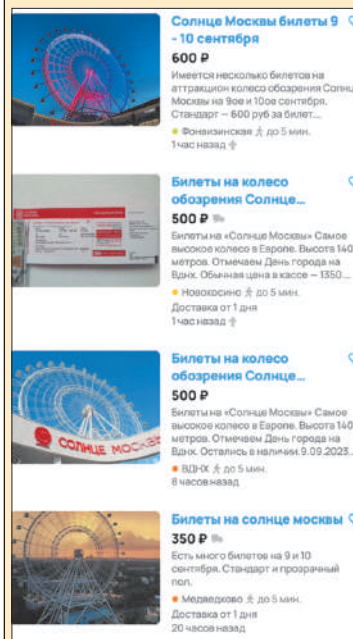 Солнце Москвы билеты 9
- 10 сентября
600 ₽
Имеется несколько билетов на
аттракцион колесо обозрения Солнце
Москвы на 9ое и 10ое сентября.
Стандарт — 600 руб за билет....
Фонвизинская до 5 мин.
1 час назад
Билеты на колесо
обозрения Солнце...
500 ₽
Билеты на «Солнце Москвы» Самое
высокое колесо в Европе. Высота 140
метров. Отмечаем День города на
Вднх. Обычная цена в кассе — 1350...
Новокосино до 5 мин.
Доставка от 1 дня
1 час назад
Билеты на колесо
обозрения Солнце...
500 ₽
Билеты на «Солнце Москвы» Самое
высокое колесо в Европе. Высота 140
метров. Отмечаем День города на
Вднх. Остались в наличии 9.09.2023...
ВДНХ до 5 мин.
8 часов назад
СОЛНЦЕ МОСКВЫ
Билеты на солнце москвы
350 ₽
Есть много билетов на 9 и 10
сентября. Стандарт и прозрачный
пол.
Медведково до 5 мин.
Доставка от 1 дня
20 часов назад